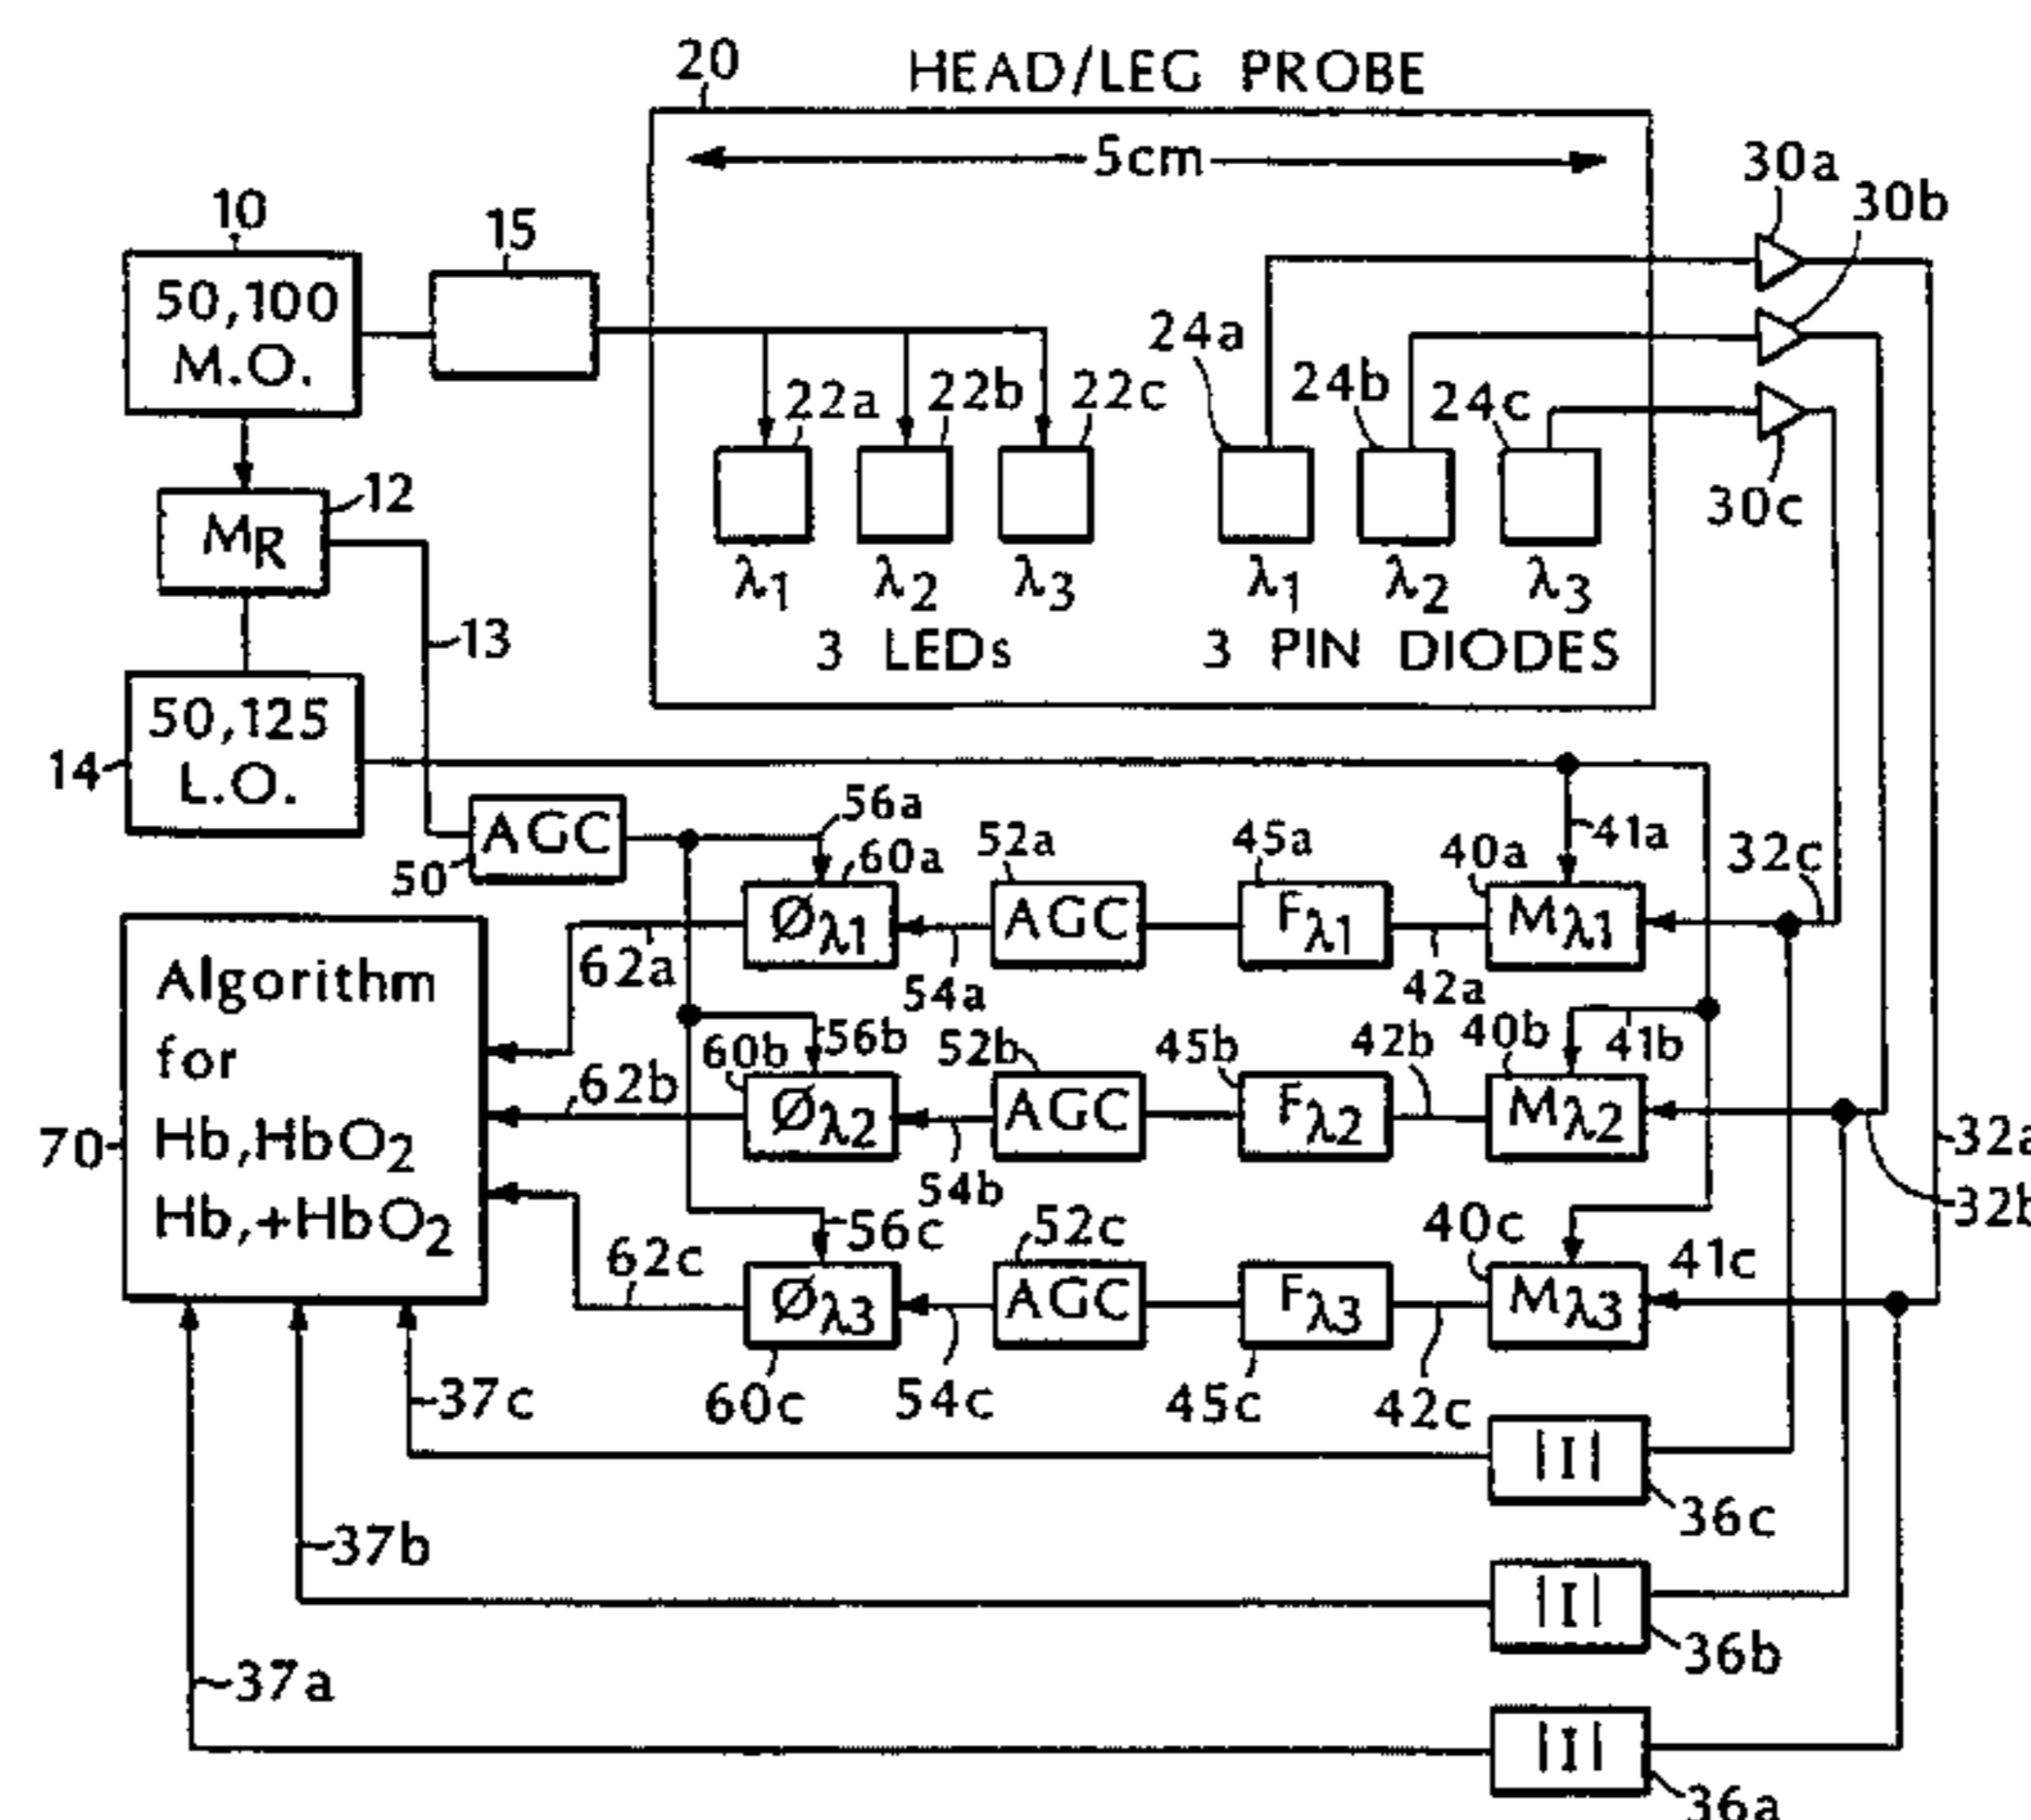 20
HEAD/LEG PROBE
5cm
30a
30b
10
15
50,100
M.O.
24a
24b
24c
22a
22b
22c
30c
12
MR
λ1
λ2
λ3
λ1
λ2
λ3
3 LEDs
3 PIN DIODES
13
50,125
L.O.
14
AGC
50
56a
60a
52a
45a
40a
41a
32c
Øλ1
AGC
Fλ1
Mλ1
62a
54a
42a
Algorithm
for
Hb,HbO2
Hb,+HbO2
70
60b
56b
52b
45b
42b
40b
41b
62b
Øλ2
AGC
Fλ2
Mλ2
54b
32a
32b
56c
52c
40c
41c
62c
Øλ3
AGC
Fλ3
Mλ3
60c
54c
45c
42c
37c
|I|
36c
37b
|I|
36b
37a
|I|
36a